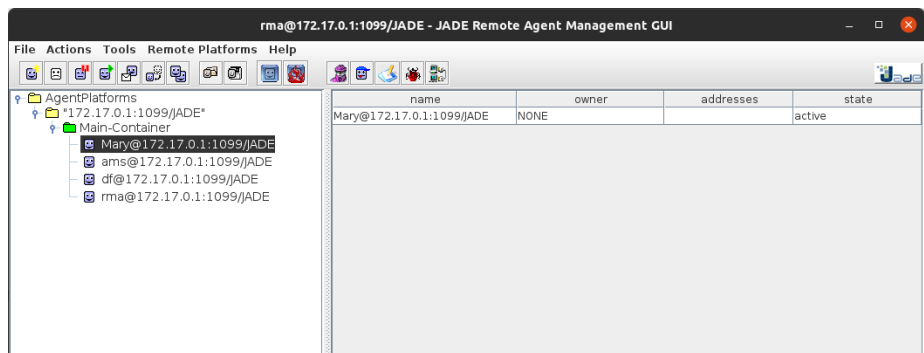 rma@172.17.0.1:1099/JADE - JADE Remote Agent Management GUI
File Actions Tools Remote Platforms Help
Jade
AgentPlatforms
"172.17.0.1:1099/JADE"
Main-Container
Mary@172.17.0.1:1099/JADE
ams@172.17.0.1:1099/JADE
df@172.17.0.1:1099/JADE
rma@172.17.0.1:1099/JADE
name owner addresses state
Mary@172.17.0.1:1099/JADE NONE active